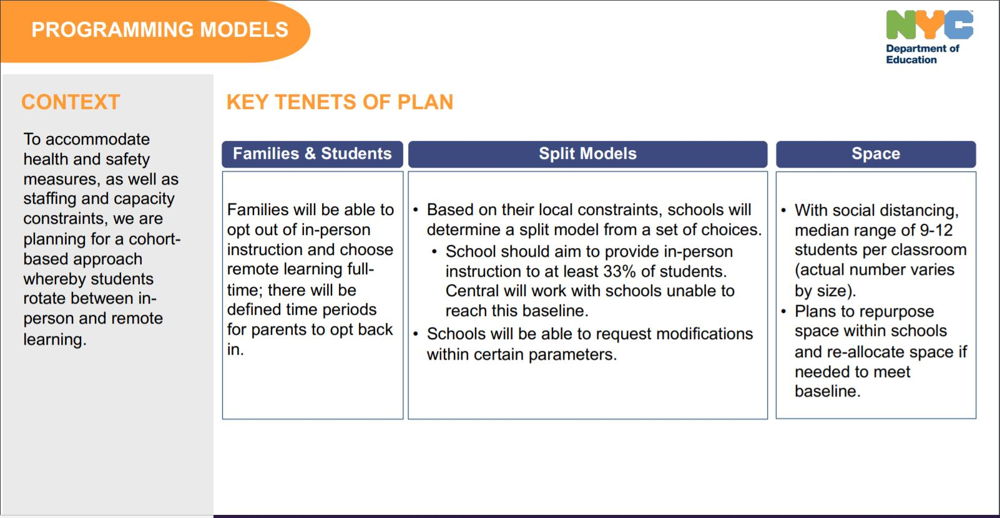 PROGRAMMING MODELS
NYC
Department of
Education
CONTEXT
To accommodate
health and safety
measures, as well as
staffing and capacity
constraints, we are
planning for a cohort-
based approach
whereby students
rotate between in-
person and remote
learning.
KEY TENETS OF PLAN
Families & Students
Families will be able to
opt out of in-person
instruction and choose
remote learning full-
time; there will be
defined time periods
for parents to opt back
in.
Split Models
• Based on their local constraints, schools will
determine a split model from a set of choices.
• School should aim to provide in-person
instruction to at least 33% of students.
Central will work with schools unable to
reach this baseline.
• Schools will be able to request modifications
within certain parameters.
Space
• With social distancing,
median range of 9-12
students per classroom
(actual number varies
by size).
• Plans to repurpose
space within schools
and re-allocate space if
needed to meet
baseline.